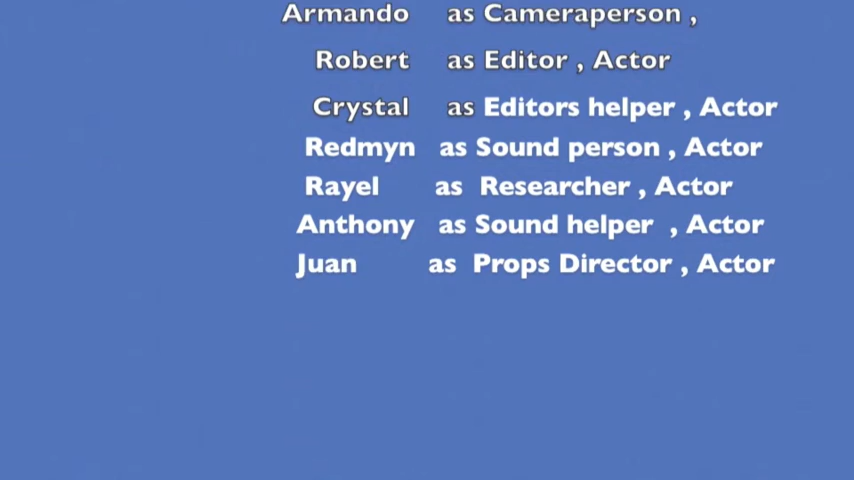 Armando as Cameraperson ,
Robert as Editor , Actor
Crystal as Editors helper , Actor
Redmyn as Sound person , Actor
Rayel as Researcher , Actor
Anthony as Sound helper , Actor
Juan as Props Director , Actor